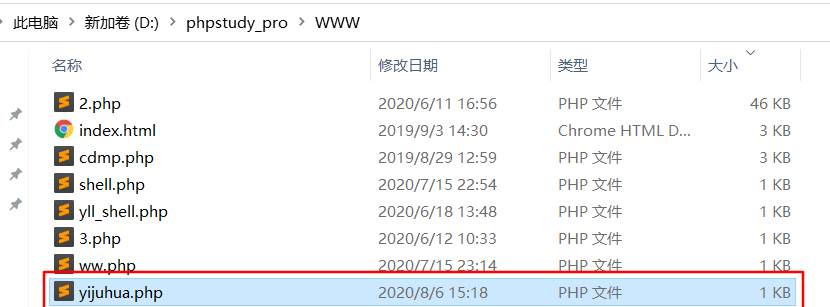 此电脑 > 新加卷 (D:) > phpstudy_pro > WWW
名称 修改日期 类型 大小
2.php 2020/6/11 16:56 PHP 文件 46 KB
index.html 2019/9/3 14:30 Chrome HTML D... 3 KB
cdmp.php 2019/8/29 12:59 PHP 文件 3 KB
shell.php 2020/7/15 22:54 PHP 文件 1 KB
yll_shell.php 2020/6/18 13:48 PHP 文件 1 KB
3.php 2020/6/12 10:33 PHP 文件 1 KB
ww.php 2020/7/15 23:14 PHP 文件 1 KB
yijuhua.php 2020/8/6 15:18 PHP 文件 1 KB